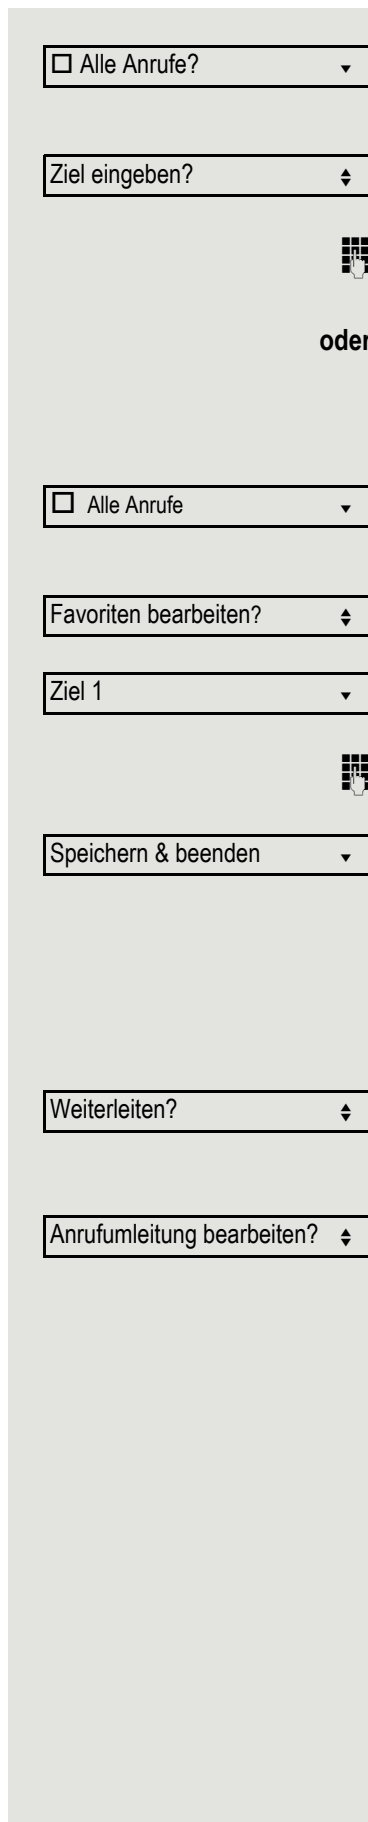 Alle Anrufe?
Ziel eingeben?
oder
Alle Anrufe
Favoriten bearbeiten?
Ziel 1
Speichern & beenden
Weiterleiten?
Anrufumleitung bearbeiten?